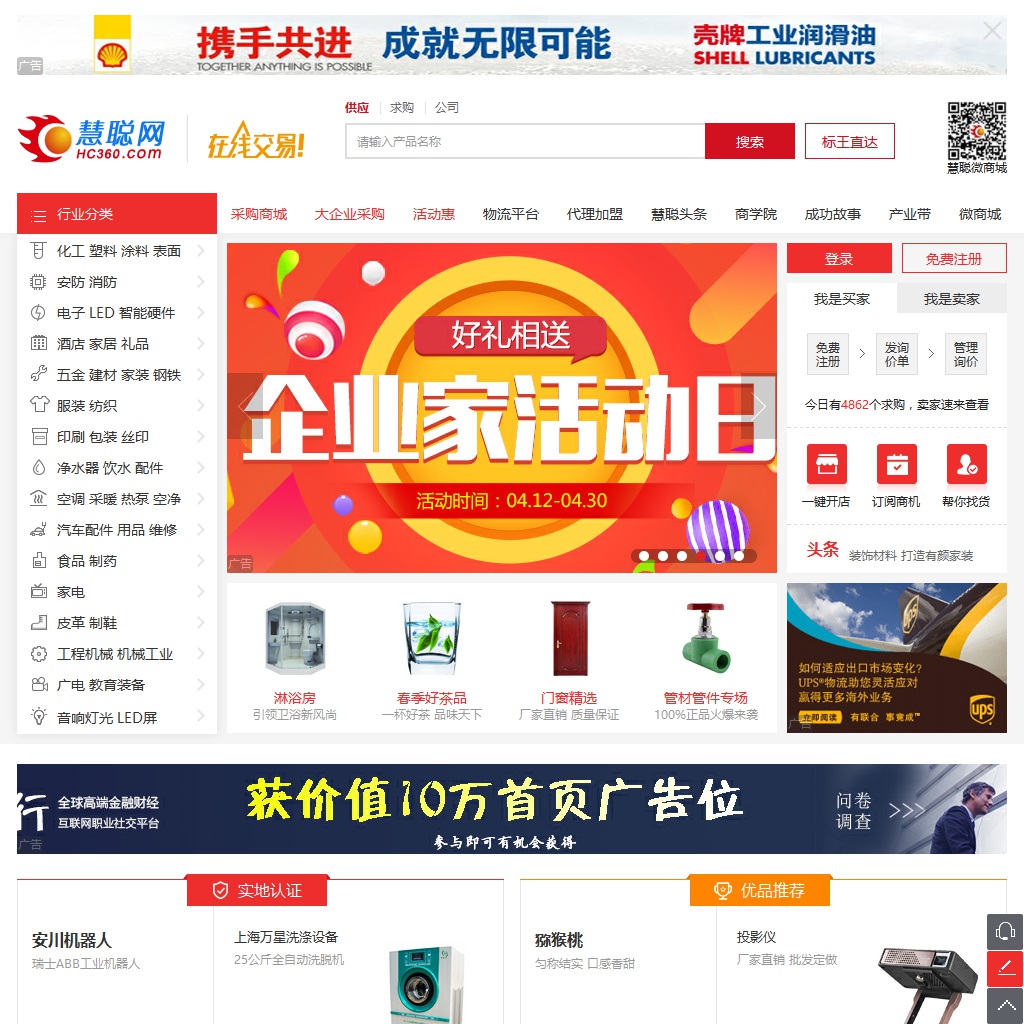 携手共进 成就无限可能
TOGETHER ANYTHING IS POSSIBLE
壳牌工业润滑油
SHELL LUBRICANTS
广告
慧聪网
HC360.com
在线交易!
供应 求购 公司
请输入产品名称
搜索
标王直达
慧聪微商城
行业分类
采购商城 大企业采购 活动惠 物流平台 代理加盟 慧聪头条 商学院 成功故事 产业带 微商城
化工 塑料 涂料 表面
安防 消防
电子 LED 智能硬件
酒店 家居 礼品
五金 建材 家装 钢铁
服装 纺织
印刷 包装 丝印
净水器 饮水 配件
空调 采暖 热泵 空净
汽车配件 用品 维修
食品 制药
家电
皮革 制鞋
工程机械 机械工业
广电 教育装备
音响灯光 LED屏
好礼相送
企业家活动日
活动时间：04.12-04.30
广告
登录
免费注册
我是买家
我是卖家
免费
注册
发询
价单
管理
询价
今日有4862个求购，卖家速来查看
一键开店
订阅商机
帮你找货
头条
装饰材料 打造有颜家装
淋浴房
引领卫浴新风尚
春季好茶品
一杯好茶 品味天下
门窗精选
厂家直销 质量保证
管材管件专场
100%正品火爆来袭
如何适应出口市场变化?
UPS®物流助您灵活应对
赢得更多海外业务
立即阅读
有联合 事竟成™
ups
广告
行
全球高端金融财经
互联网职业社交平台
获价值10万首页广告位
参与即可有机会获得
问卷
调查
>>>
广告
实地认证
安川机器人
瑞士ABB工业机器人
上海万星洗涤设备
25公斤全自动洗脱机
优品推荐
猕猴桃
匀称结实 口感香甜
投影仪
厂家直销 批发定做